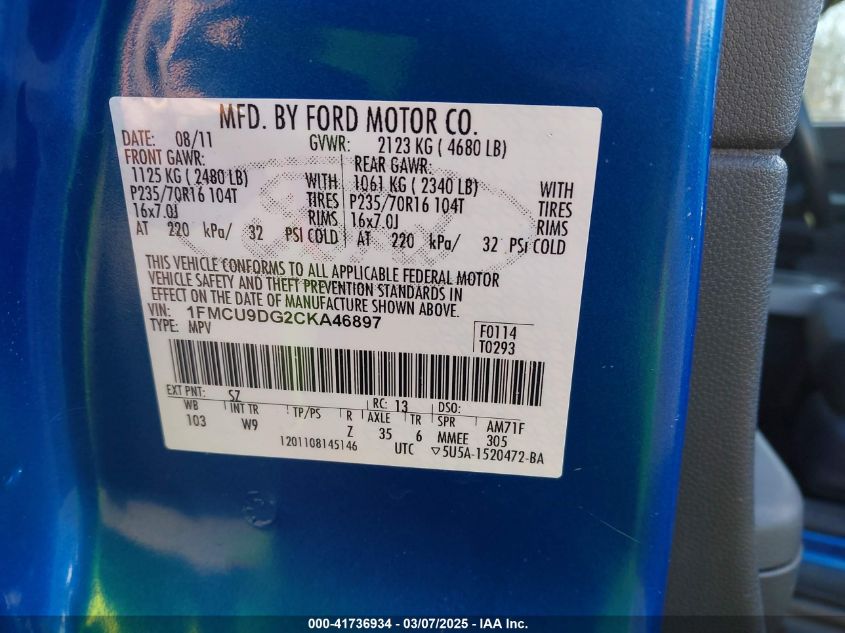 MFD. BY FORD MOTOR CO.
DATE: 08/11 GVWR: 2123 KG ( 4680 LB)
FRONT GAWR: REAR GAWR:
1125 KG ( 2480 LB) WITH 1061 KG ( 2340 LB) WITH
P235/70R16 104T TIRES P235/70R16 104T TIRES
16x7.0J RIMS 16x7.0J RIMS
AT 220 kPa/ 32 PSI COLD AT 220 kPa/ 32 PSI COLD
THIS VEHICLE CONFORMS TO ALL APPLICABLE FEDERAL MOTOR
VEHICLE SAFETY AND THEFT PREVENTION STANDARDS IN
EFFECT ON THE DATE OF MANUFACTURE SHOWN ABOVE.
VIN: 1FMCU9DG2CKA46897
TYPE: MPV F0114
T0293
EXT PNT: SZ RC: 13 DSO:
WB INT TR TP/PS R AXLE TR SPR AM71F
103 W9 Z 35 6 MMEE 305
1201108145146 UTC ▽5U5A-1520472-BA
000-41736934 - 03/07/2025 - IAA Inc.